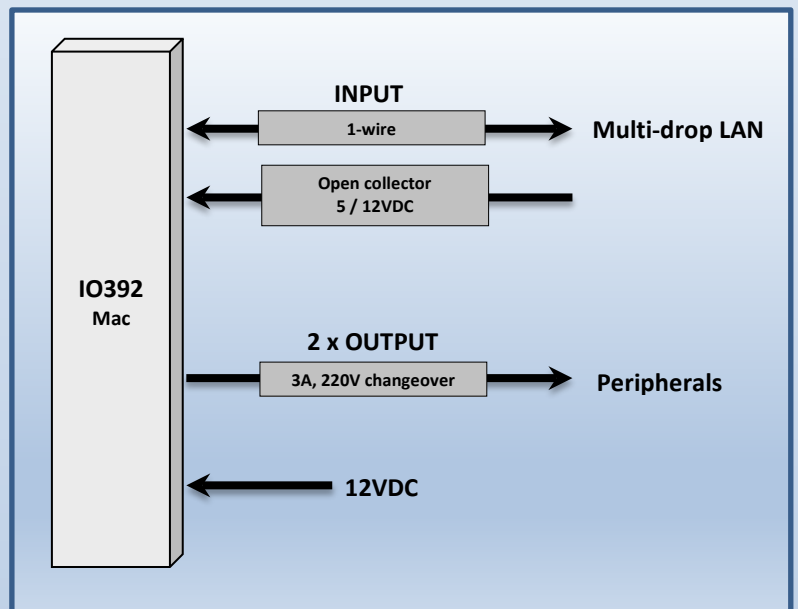 INPUT
1-wire
Multi-drop LAN
Open collector
5 / 12VDC
IO392
Mac
2 x OUTPUT
3A, 220V changeover
Peripherals
12VDC